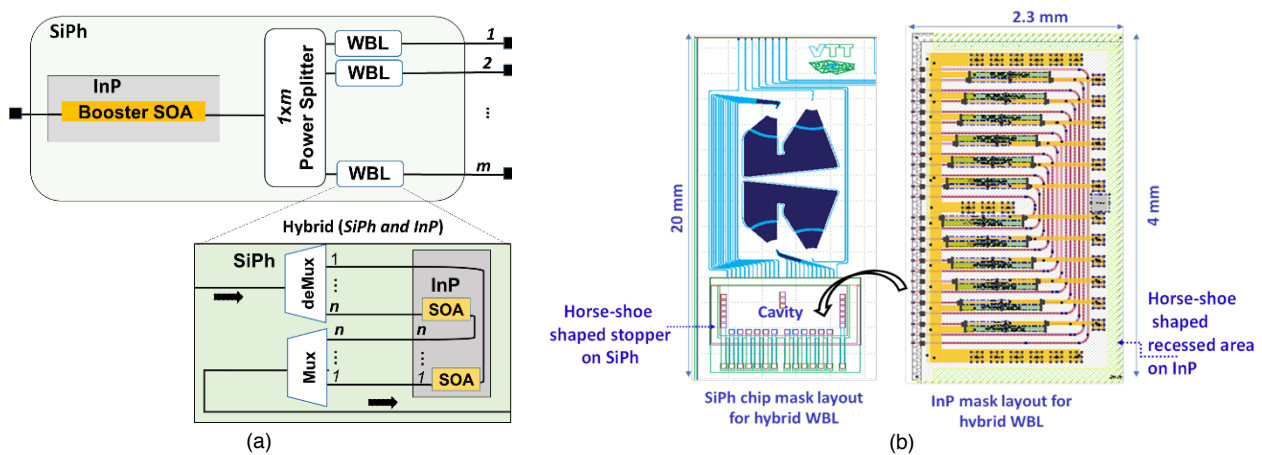 SiPh
InP
Booster SOA
1xm
Power Splitter
WBL
1
WBL
2
...
WBL
m
Hybrid (SiPh and InP)
SiPh
deMux
1
n
InP
SOA
n
n
Mux
1
1
SOA
(a)
20 mm
VTT
Cavity
Horse-shoe
shaped stopper
on SiPh
SiPh chip mask layout
for hybrid WBL
2.3 mm
4 mm
Horse-shoe
shaped
recessed area
on InP
InP mask layout for
hybrid WBL
(b)